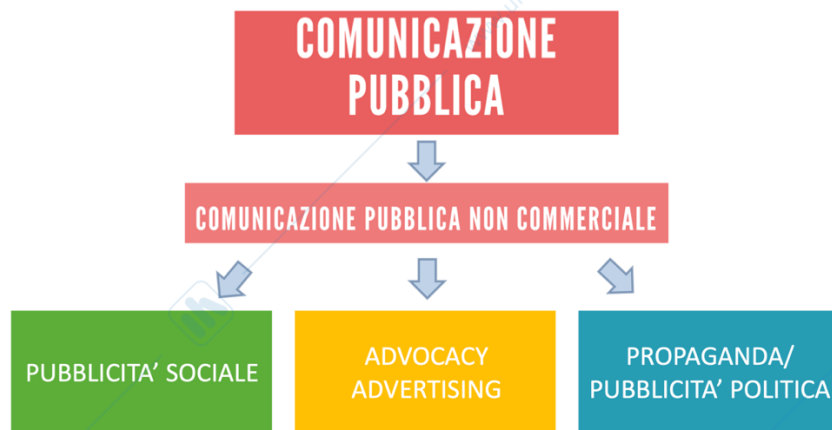 COMUNICAZIONE
PUBBLICA
COMUNICAZIONE PUBBLICA NON COMMERCIALE
PUBBLICITA’ SOCIALE
ADVOCACY
ADVERTISING
PROPAGANDA/
PUBBLICITA’ POLITICA